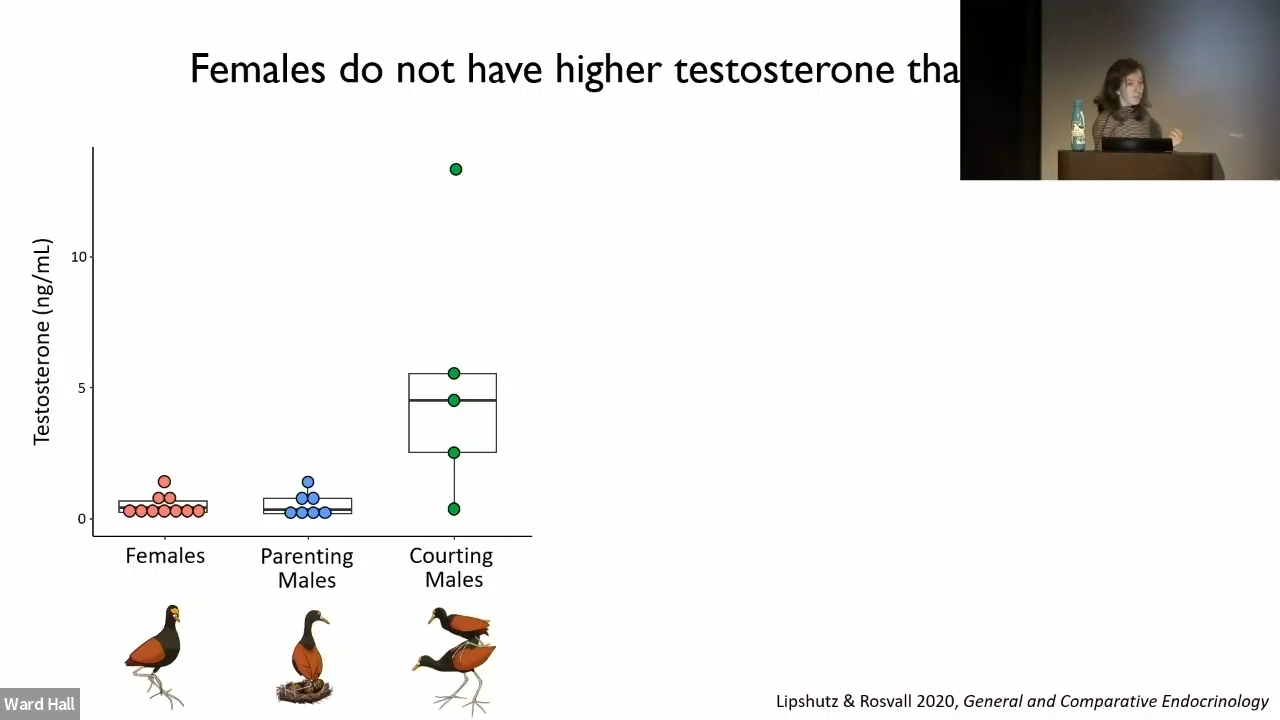 Females do not have higher testosterone tha
Testosterone (ng/mL)
10
5
0
Females
Parenting
Males
Courting
Males
Ward Hall
Lipshutz & Rosvall 2020, General and Comparative Endocrinology